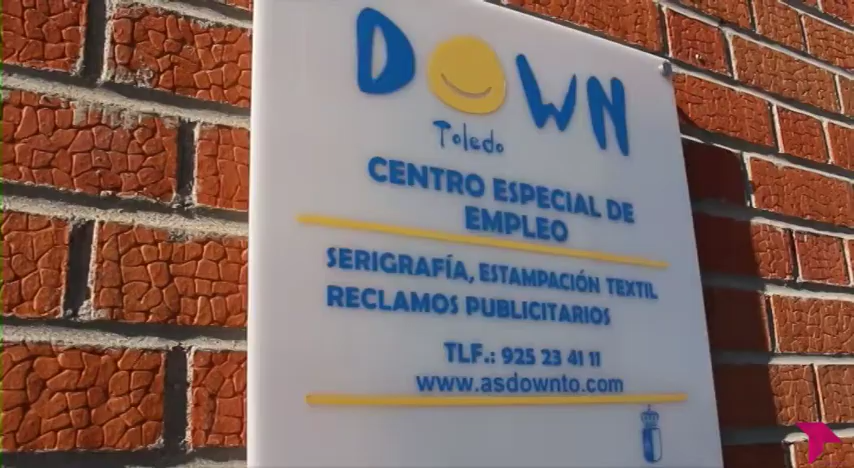 DOWN
Toledo
CENTRO ESPECIAL DE
EMPLEO
SERIGRAFÍA, ESTAMPACIÓN TEXTIL
RECLAMOS PUBLICITARIOS
TLF.: 925 23 41 11
www.asdownto.com